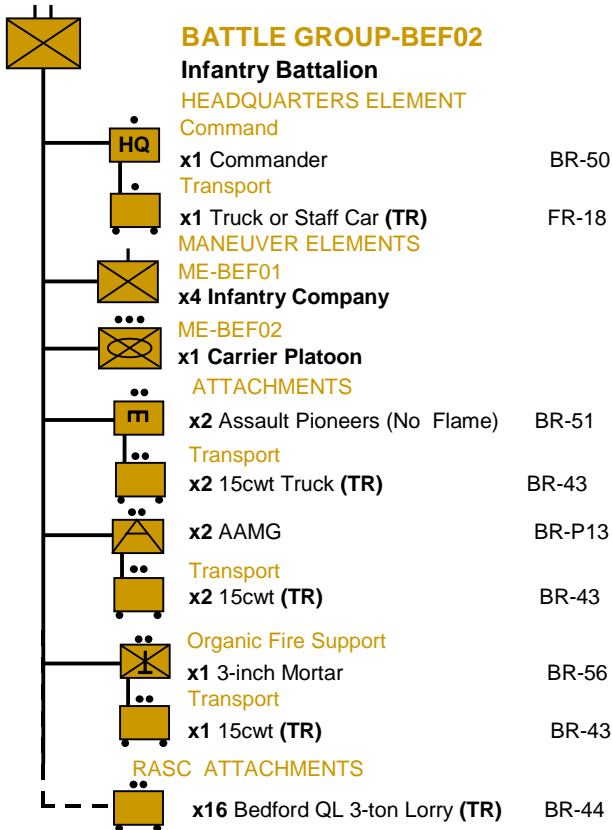 BATTLE GROUP-BEF02
Infantry Battalion
HEADQUARTERS ELEMENT
Command
HQ
x1 Commander BR-50
Transport
x1 Truck or Staff Car (TR) FR-18
MANEUVER ELEMENTS
ME-BEF01
x4 Infantry Company
ME-BEF02
x1 Carrier Platoon
ATTACHMENTS
x2 Assault Pioneers (No Flame) BR-51
Transport
x2 15cwt Truck (TR) BR-43
x2 AAMG BR-P13
Transport
x2 15cwt (TR) BR-43
Organic Fire Support
x1 3-inch Mortar BR-56
Transport
x1 15cwt (TR) BR-43
RASC ATTACHMENTS
x16 Bedford QL 3-ton Lorry (TR) BR-44